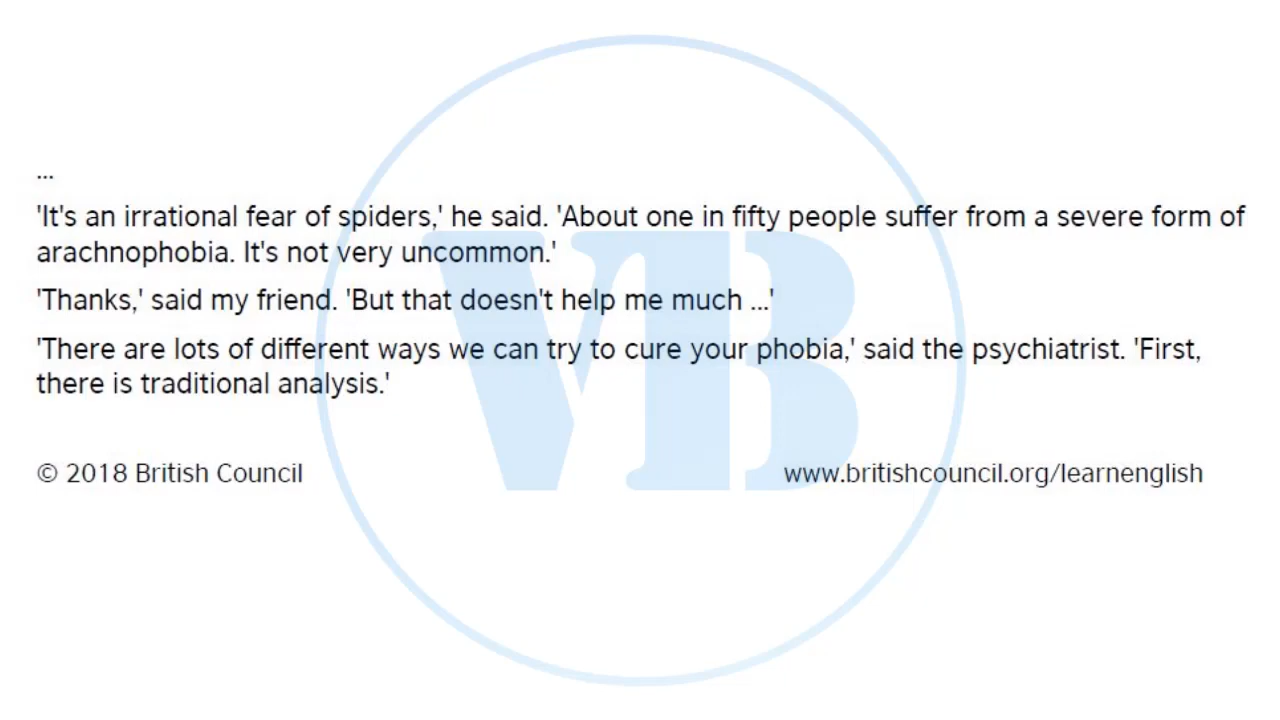 ...
'It's an irrational fear of spiders,' he said. 'About one in fifty people suffer from a severe form of
arachnophobia. It's not very uncommon.'
'Thanks,' said my friend. 'But that doesn't help me much ...'
'There are lots of different ways we can try to cure your phobia,' said the psychiatrist. 'First,
there is traditional analysis.'
© 2018 British Council www.britishcouncil.org/learnenglish
VB